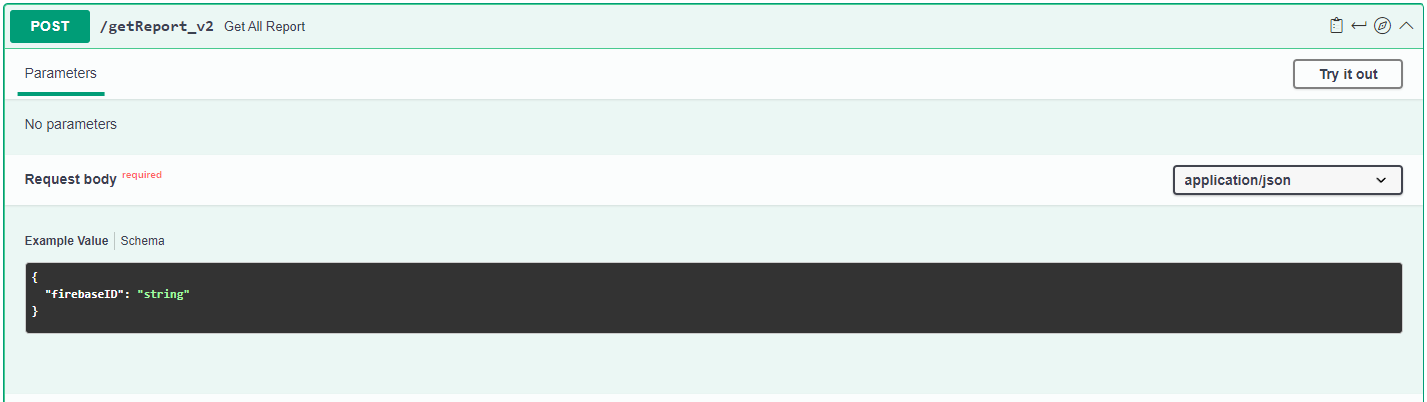 POST /getReport_v2 Get All Report
Parameters
Try it out
No parameters
Request body required
application/json
Example Value Schema
{
  "firebaseID": "string"
}